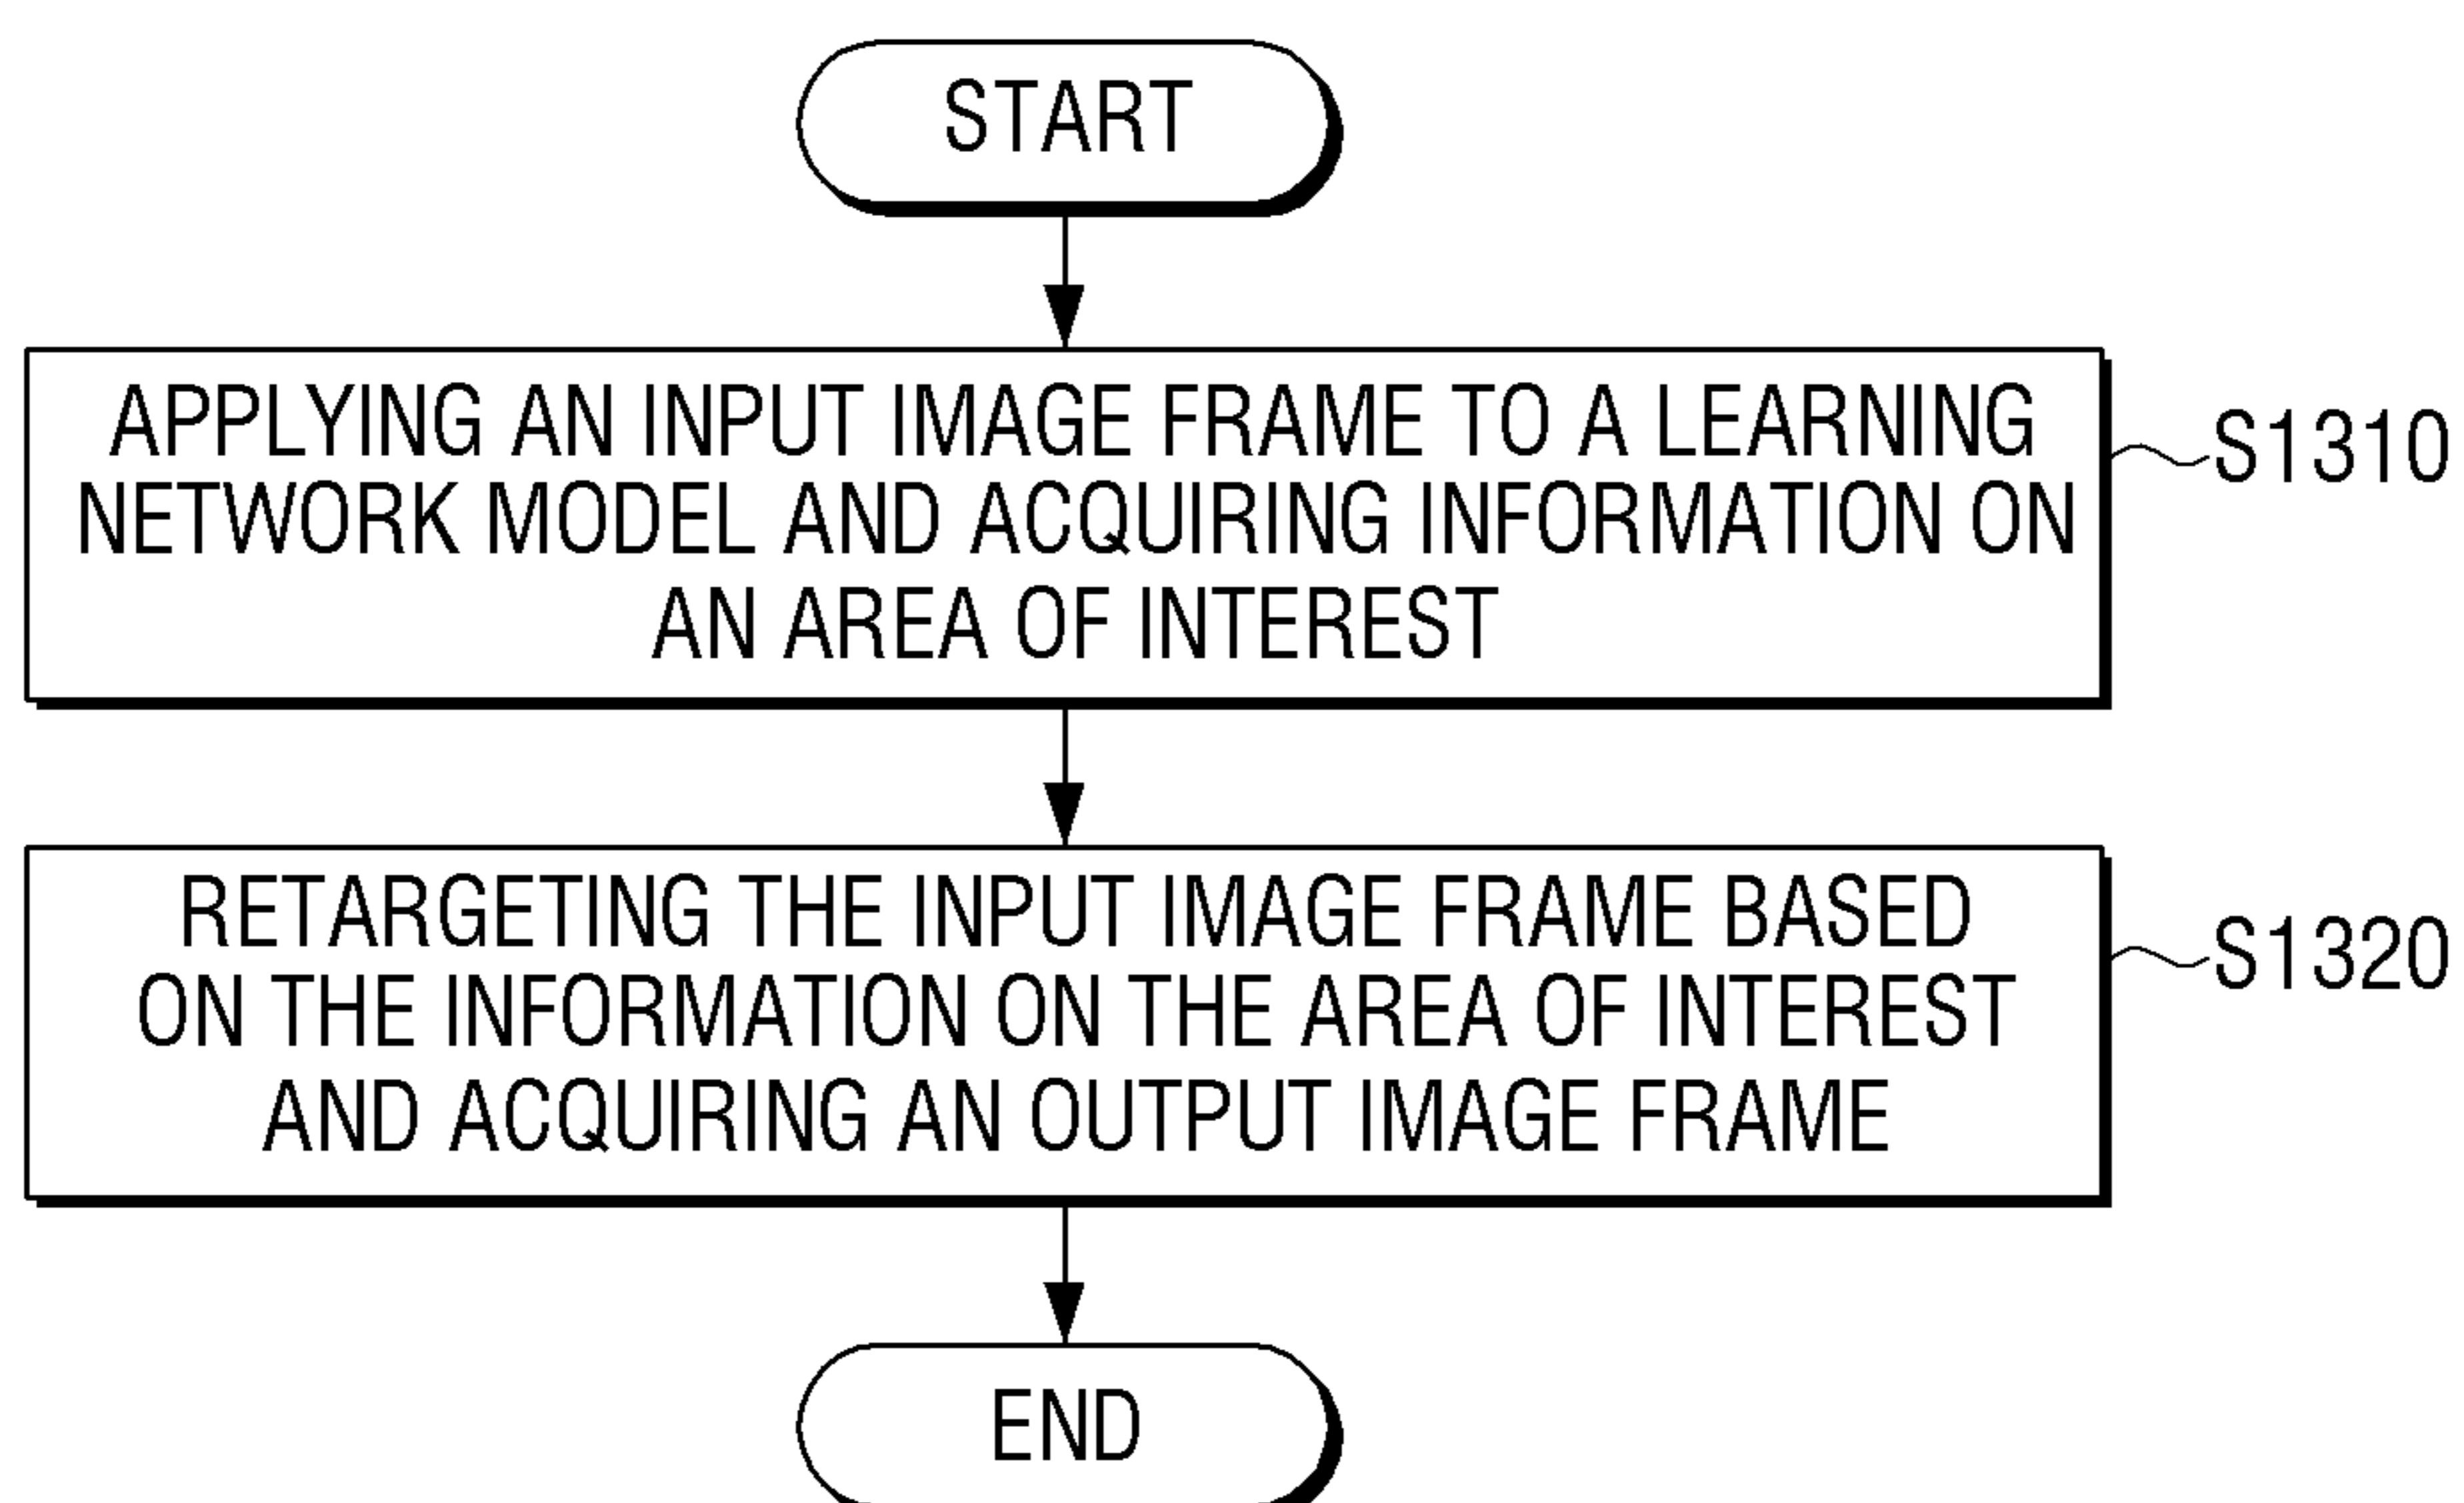 START
APPLYING AN INPUT IMAGE FRAME TO A LEARNING
NETWORK MODEL AND ACQUIRING INFORMATION ON
AN AREA OF INTEREST
S1310
RETARGETING THE INPUT IMAGE FRAME BASED
ON THE INFORMATION ON THE AREA OF INTEREST
AND ACQUIRING AN OUTPUT IMAGE FRAME
S1320
END